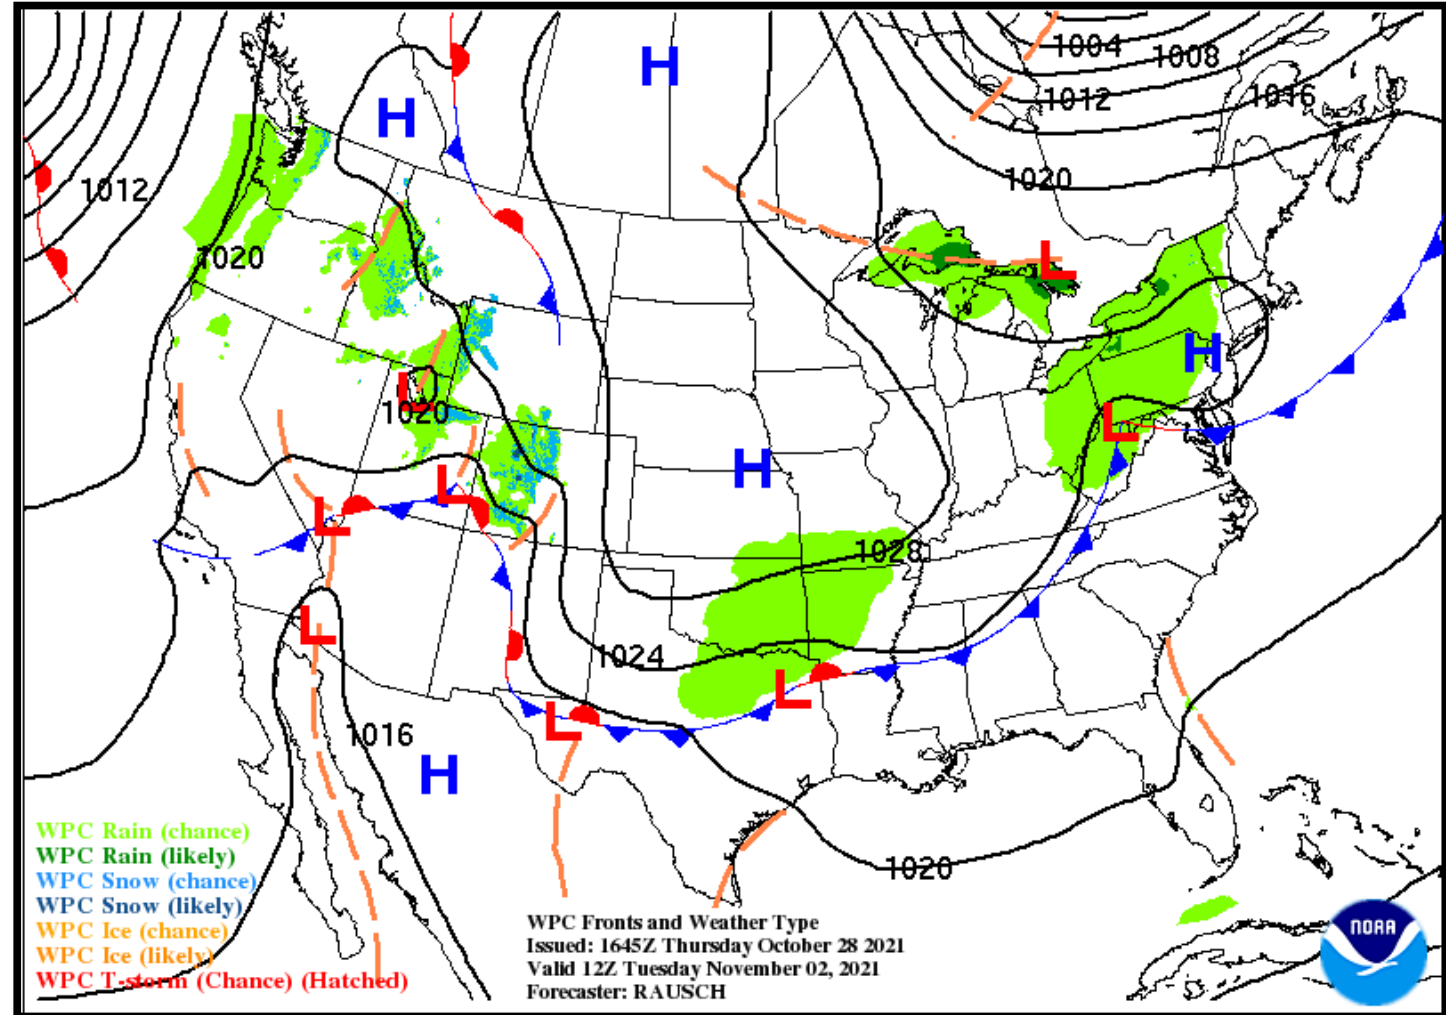 1004
1008
H
H
1012
1016
1012
1020
1020
L
H
L
1020
L
H
L
L
1028
L
1024
L
L
1016
H
1020
WPC Rain (chance)
WPC Rain (likely)
WPC Snow (chance)
WPC Snow (likely)
WPC Ice (chance)
WPC Ice (likely)
WPC T-storm (Chance) (Hatched)
WPC Fronts and Weather Type
Issued: 1645Z Thursday October 28 2021
Valid 12Z Tuesday November 02, 2021
Forecaster: RAUSCH
NOAA